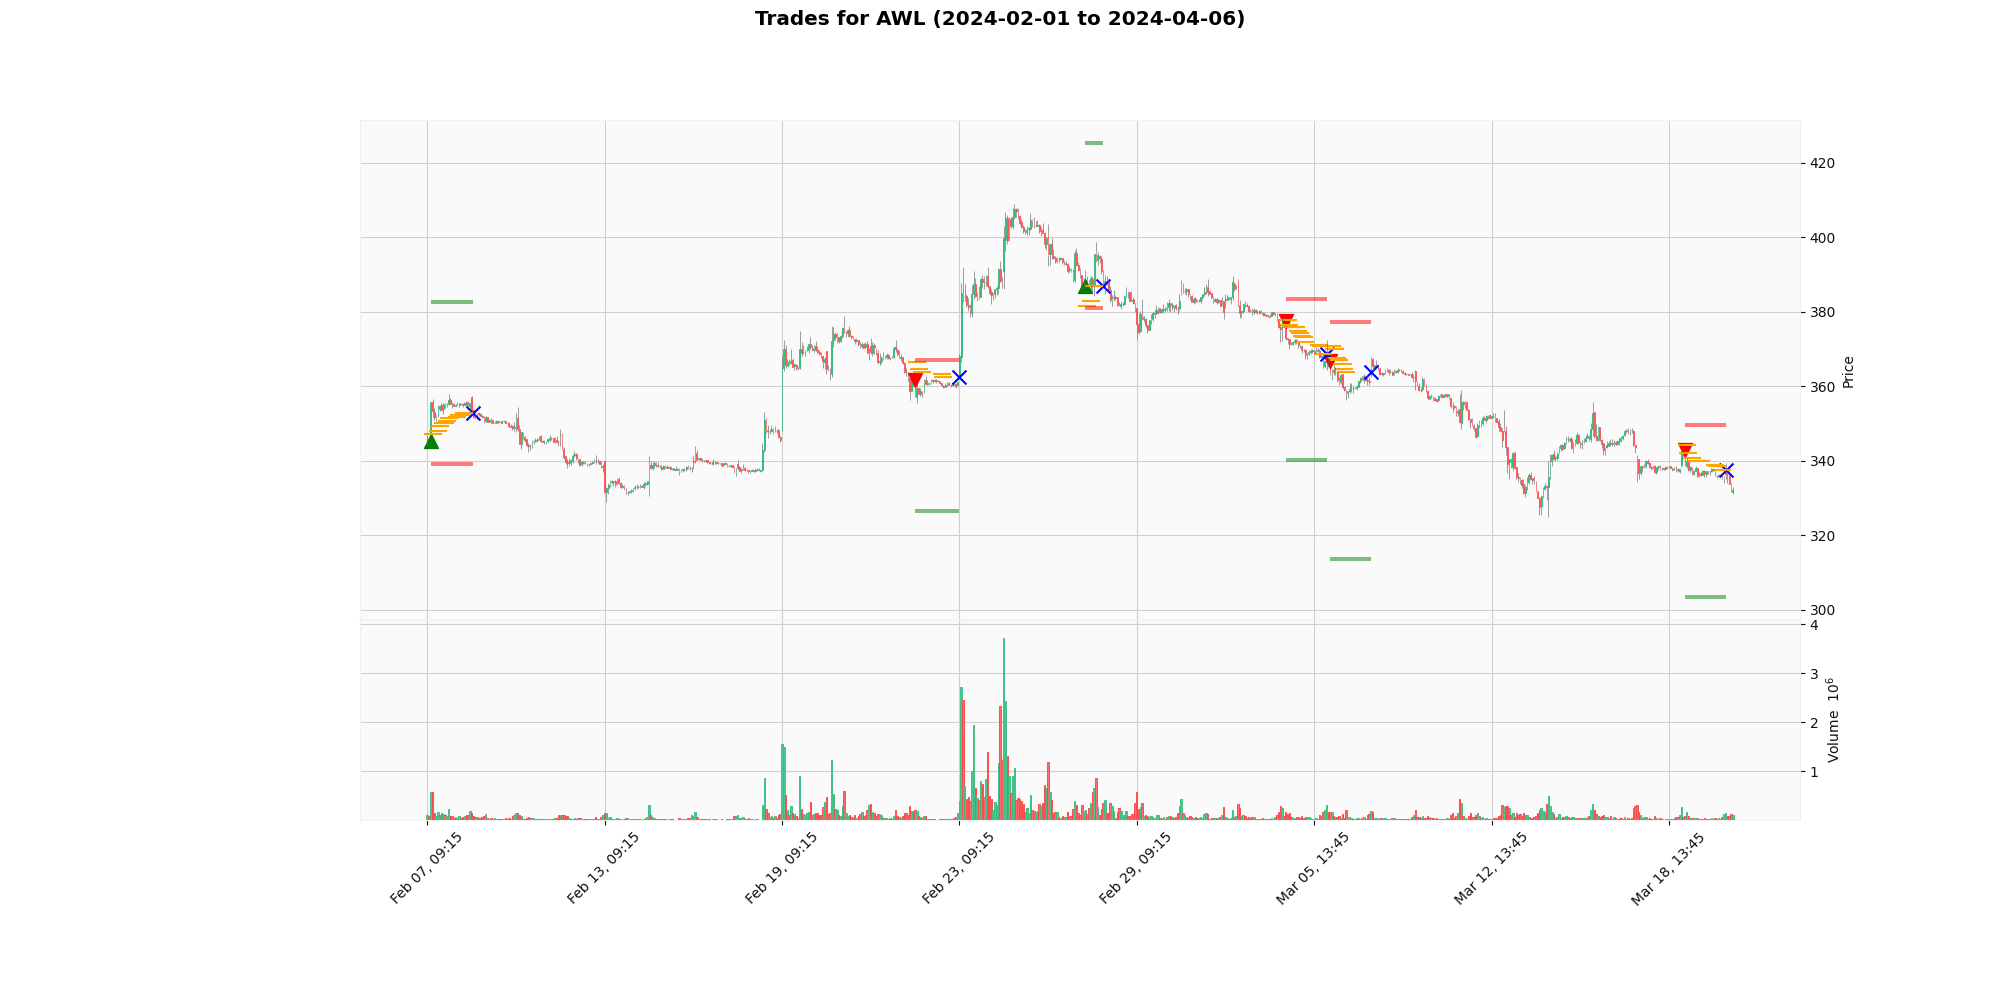 Trades for AWL (2024-02-01 to 2024-04-06)
420
400
380
360
340
320
300
Price
4
3
2
1
Volume 10⁶
Feb 07, 09:15
Feb 13, 09:15
Feb 19, 09:15
Feb 23, 09:15
Feb 29, 09:15
Mar 05, 13:45
Mar 12, 13:45
Mar 18, 13:45